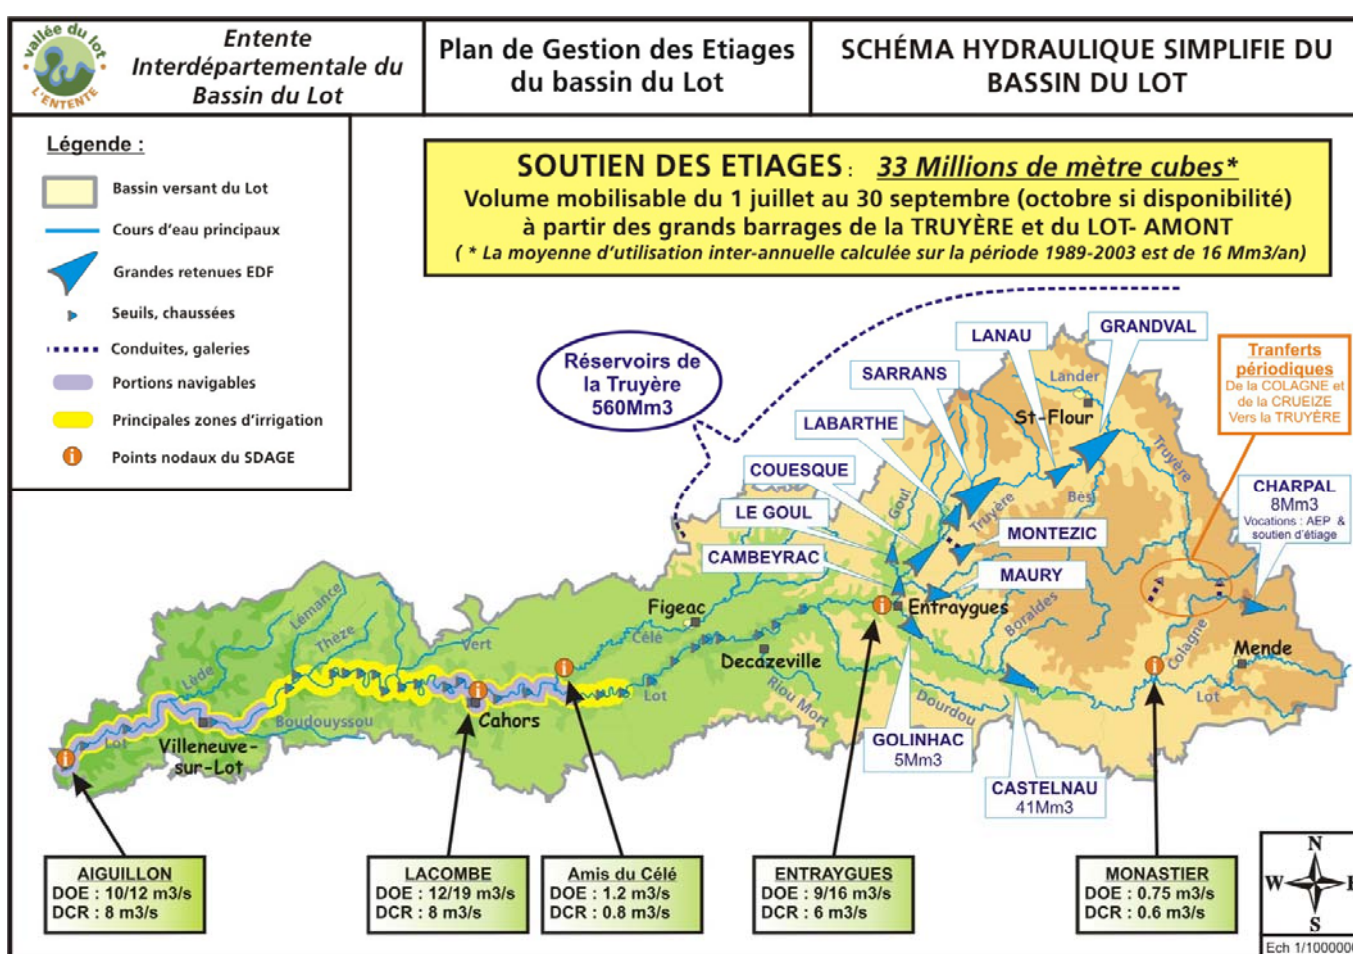 vallée du lot
L'ENTENTE
Entente
Interdépartementale du
Bassin du Lot
Plan de Gestion des Etiages
du bassin du Lot
SCHÉMA HYDRAULIQUE SIMPLIFIE DU
BASSIN DU LOT
Légende :
Bassin versant du Lot
Cours d'eau principaux
Grandes retenues EDF
Seuils, chaussées
Conduites, galeries
Portions navigables
Principales zones d'irrigation
i Points nodaux du SDAGE
SOUTIEN DES ETIAGES : 33 Millions de mètre cubes*
Volume mobilisable du 1 juillet au 30 septembre (octobre si disponibilité)
à partir des grands barrages de la TRUYÈRE et du LOT- AMONT
( * La moyenne d'utilisation inter-annuelle calculée sur la période 1989-2003 est de 16 Mm3/an)
Réservoirs de
la Truyère
560Mm3
LANAU
GRANDVAL
SARRANS
LABARTHE
COUESQUE
LE GOUL
CAMBEYRAC
MONTEZIC
MAURY
Tranferts
périodiques
De la COLAGNE et
de la CRUEIZE
Vers la TRUYÈRE
CHARPAL
8Mm3
Vocations : AEP &
soutien d'étiage
Lander
St-Flour
Truyère
Goul
Truyère
Bès
Boraldes
Colagne
Mende
Lot
Entraygues
i
i
Figeac
Célé
Decazeville
Riou Mort
Dourdou
Lémance
Thèze
Lède
Vert
i
i
Cahors
Lot
Boudouyssou
Villeneuve-
sur-Lot
Lot
i
GOLINHAC
5Mm3
CASTELNAU
41Mm3
AIGUILLON
DOE : 10/12 m3/s
DCR : 8 m3/s
LACOMBE
DOE : 12/19 m3/s
DCR : 8 m3/s
Amis du Célé
DOE : 1.2 m3/s
DCR : 0.8 m3/s
ENTRAYGUES
DOE : 9/16 m3/s
DCR : 6 m3/s
MONASTIER
DOE : 0.75 m3/s
DCR : 0.6 m3/s
N
W E
S
Ech 1/1000000